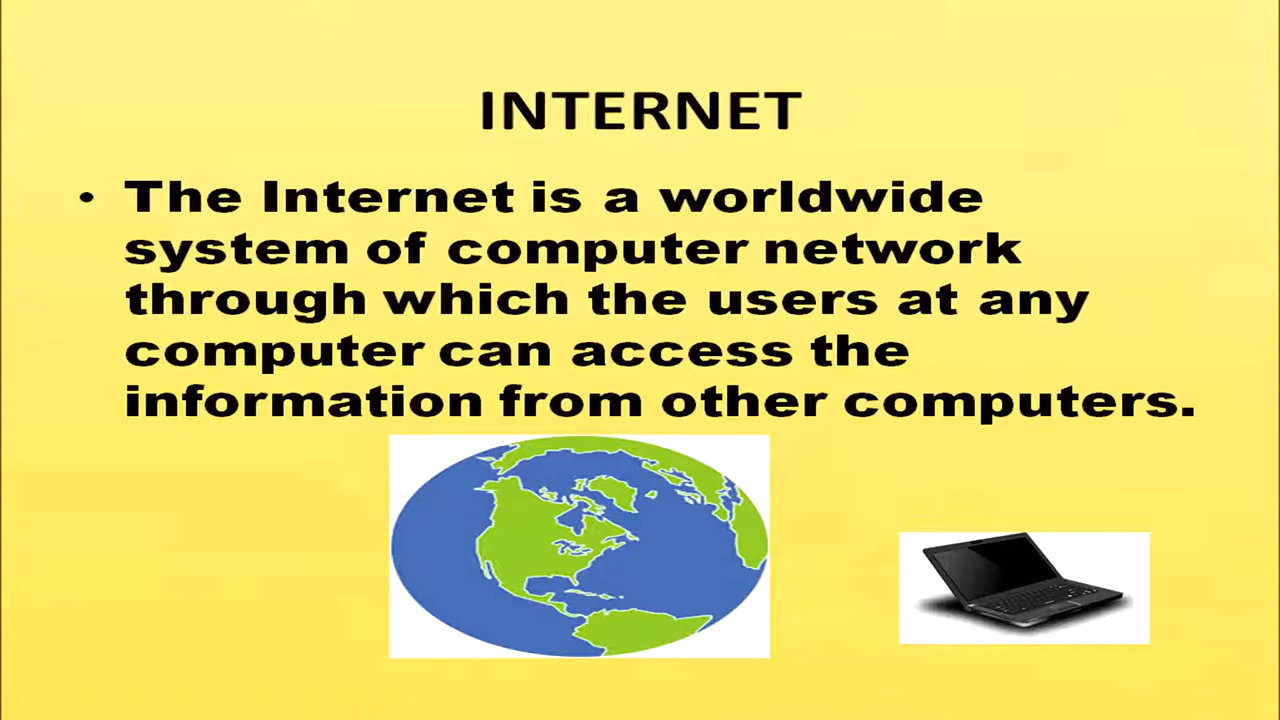 INTERNET
• The Internet is a worldwide
system of computer network
through which the users at any
computer can access the
information from other computers.